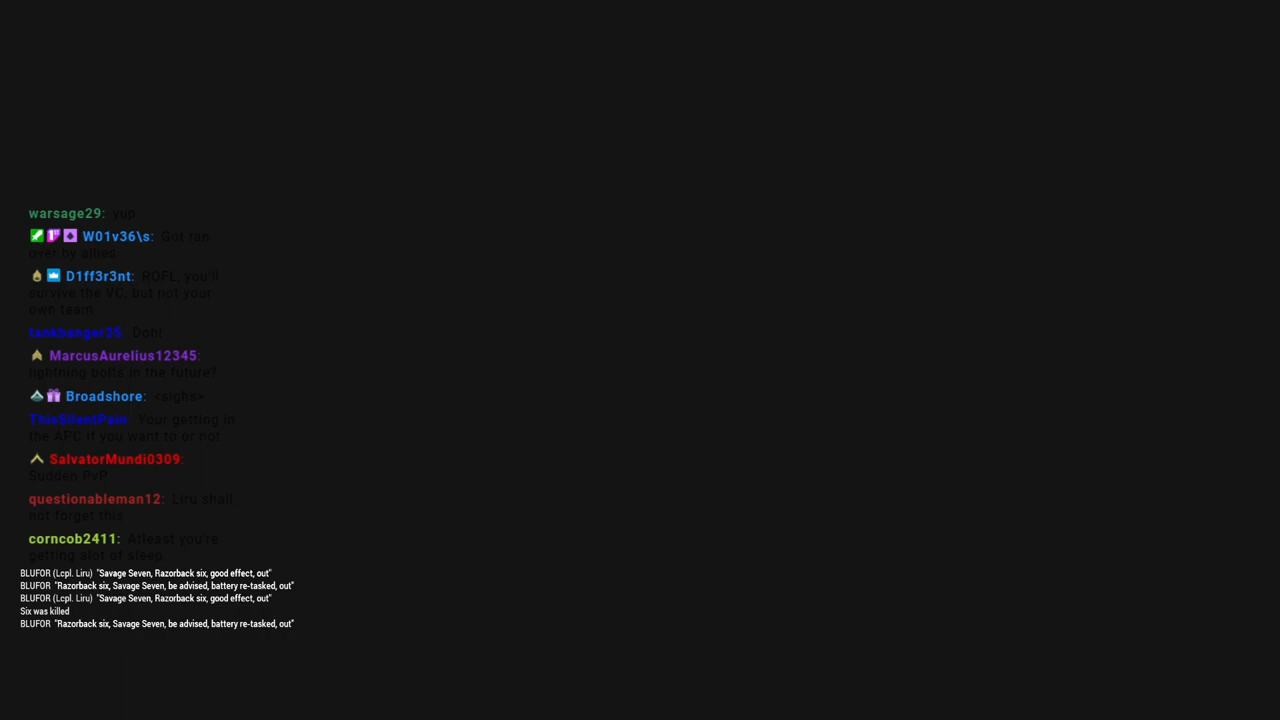 warsage29: yup
W01v36\s: Got ran
over by allies
D1ff3r3nt: ROFL, you'll
survive the VC, but not your
own team
tankbanger35: Doh!
MarcusAurelius12345:
lightning bolts in the future?
Broadshore: <sighs>
ThisSilentPain: Your getting in
the APC if you want to or not
SalvatorMundi0309:
Sudden PvP
questionableman12: Liru shall
not forget this
corncob2411: Atleast you're
getting alot of sleep
BLUFOR (Lcpl. Liru) "Savage Seven, Razorback six, good effect, out"
BLUFOR "Razorback six, Savage Seven, be advised, battery re-tasked, out"
BLUFOR (Lcpl. Liru) "Savage Seven, Razorback six, good effect, out"
Six was killed
BLUFOR "Razorback six, Savage Seven, be advised, battery re-tasked, out"